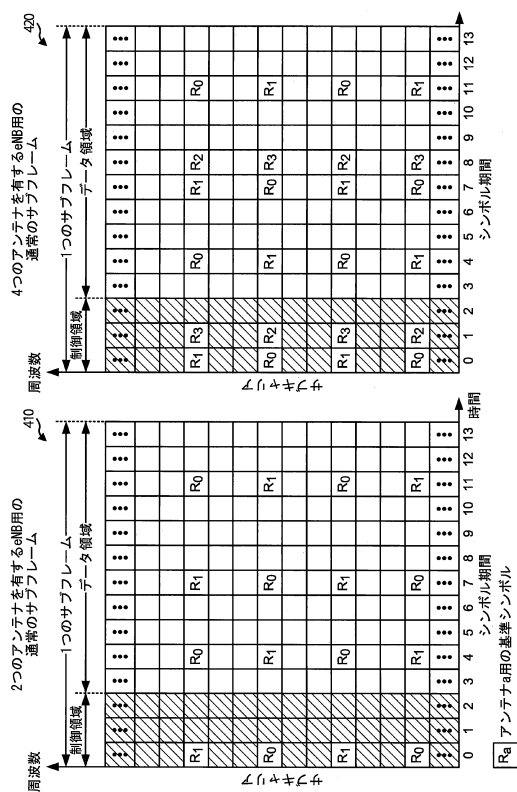 410
2つのアンテナを有するeNB用の
通常のサブフレーム
周波数
1つのサブフレーム
制御領域
データ領域
サブキャリア
R1 R0 R1 R0
R0 R1 R0 R1
R1 R0 R1 R0
R0 R1 R0 R1
0 1 2 3 4 5 6 7 8 9 10 11 12 13
シンボル期間
時間
420
4つのアンテナを有するeNB用の
通常のサブフレーム
周波数
1つのサブフレーム
制御領域
データ領域
サブキャリア
R1 R3 R0 R1 R2 R0
R0 R2 R1 R0 R3 R1
R1 R3 R0 R1 R2 R0
R0 R2 R1 R0 R3 R1
0 1 2 3 4 5 6 7 8 9 10 11 12 13
シンボル期間
Ra アンテナa用の基準シンボル